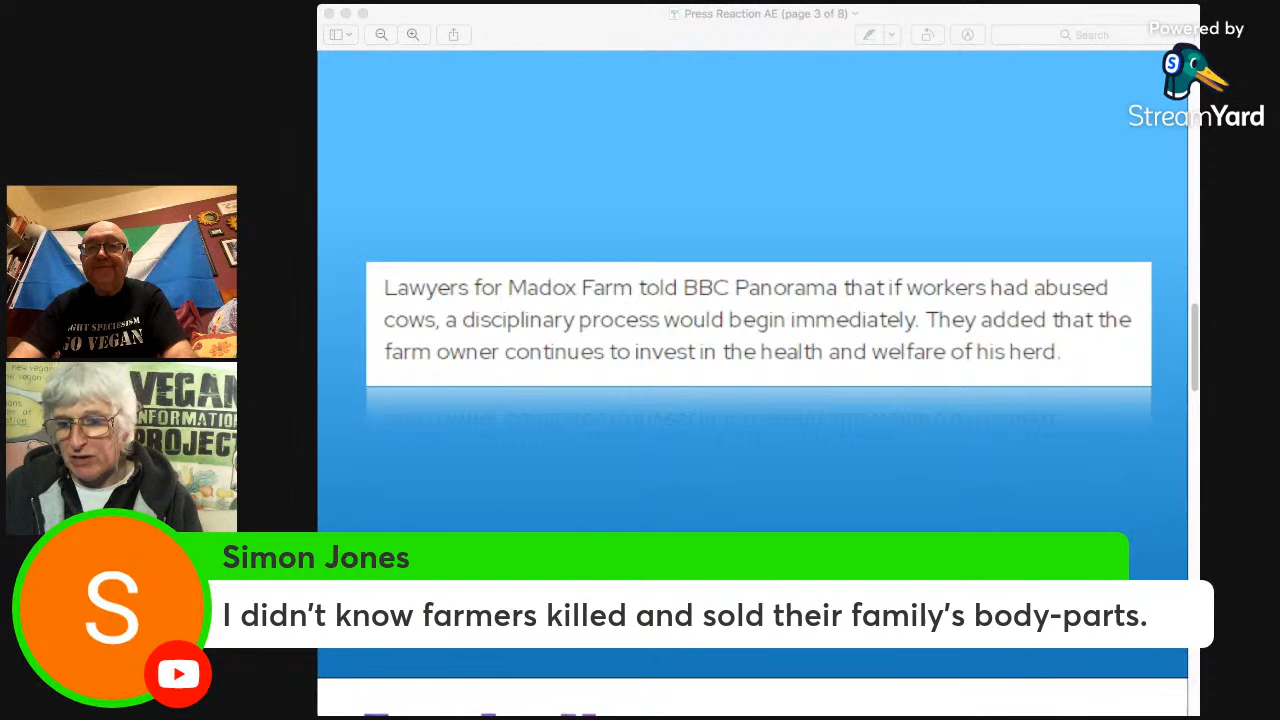 Press Reaction AE (page 3 of 8)
Search
Powered by
S
StreamYard
Lawyers for Madox Farm told BBC Panorama that if workers had abused
cows, a disciplinary process would begin immediately. They added that the
farm owner continues to invest in the health and welfare of his herd.
GHT SPECIESISM
GO VEGAN
VEGAN
INFORMATION
PROJECT
S
Simon Jones
I didn't know farmers killed and sold their family's body-parts.